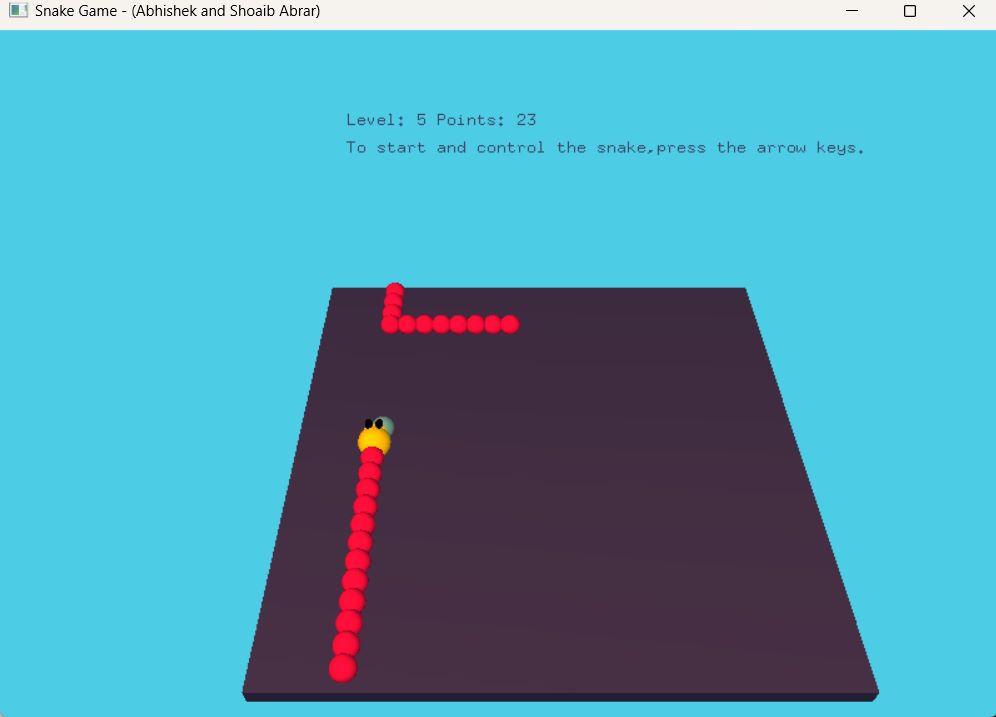 Snake Game - (Abhishek and Shoaib Abrar)
Level: 5 Points: 23
To start and control the snake,press the arrow keys.